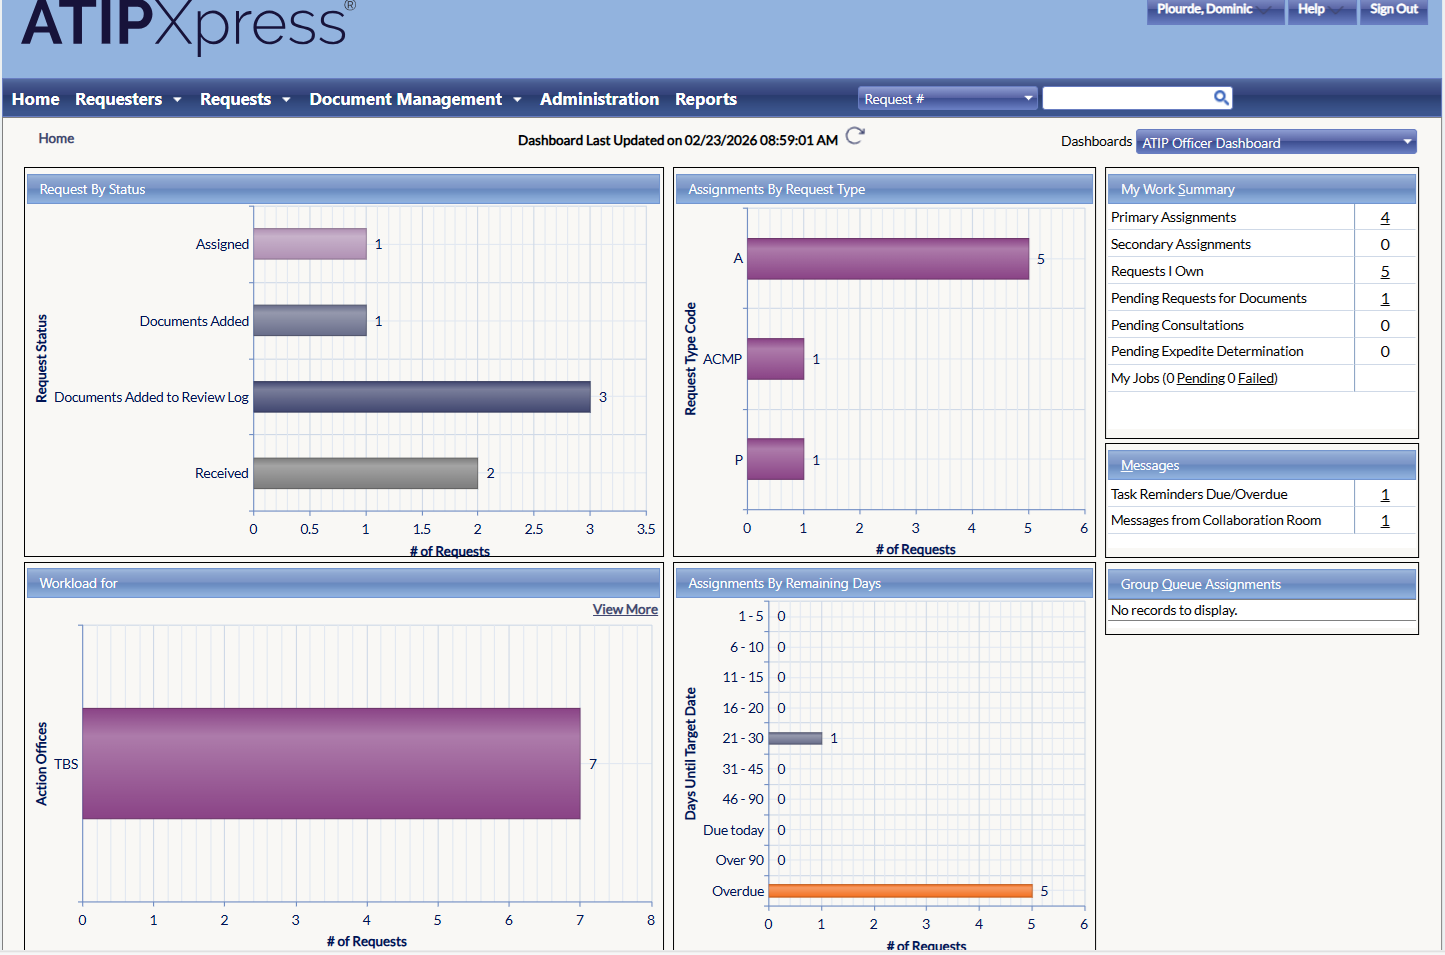 ATIPXpress®
Plourde, Dominic
Help
Sign Out
Home
Requesters
Requests
Document Management
Administration
Reports
Request #
Home
Dashboard Last Updated on 02/23/2026 08:59:01 AM
Dashboards
ATIP Officer Dashboard
Request By Status
Request Status
Assigned 1
Documents Added 1
Documents Added to Review Log 3
Received 2
0 0.5 1 1.5 2 2.5 3 3.5
# of Requests
Assignments By Request Type
Request Type Code
A 5
ACMP 1
P 1
0 1 2 3 4 5 6
# of Requests
My Work Summary
Primary Assignments 4
Secondary Assignments 0
Requests I Own 5
Pending Requests for Documents 1
Pending Consultations 0
Pending Expedite Determination 0
My Jobs (0 Pending 0 Failed)
Messages
Task Reminders Due/Overdue 1
Messages from Collaboration Room 1
Workload for
View More
Action Offices
TBS 7
0 1 2 3 4 5 6 7 8
# of Requests
Assignments By Remaining Days
Days Until Target Date
1 - 5 0
6 - 10 0
11 - 15 0
16 - 20 0
21 - 30 1
31 - 45 0
46 - 90 0
Due today 0
Over 90 0
Overdue 5
0 1 2 3 4 5 6
# of Requests
Group Queue Assignments
No records to display.